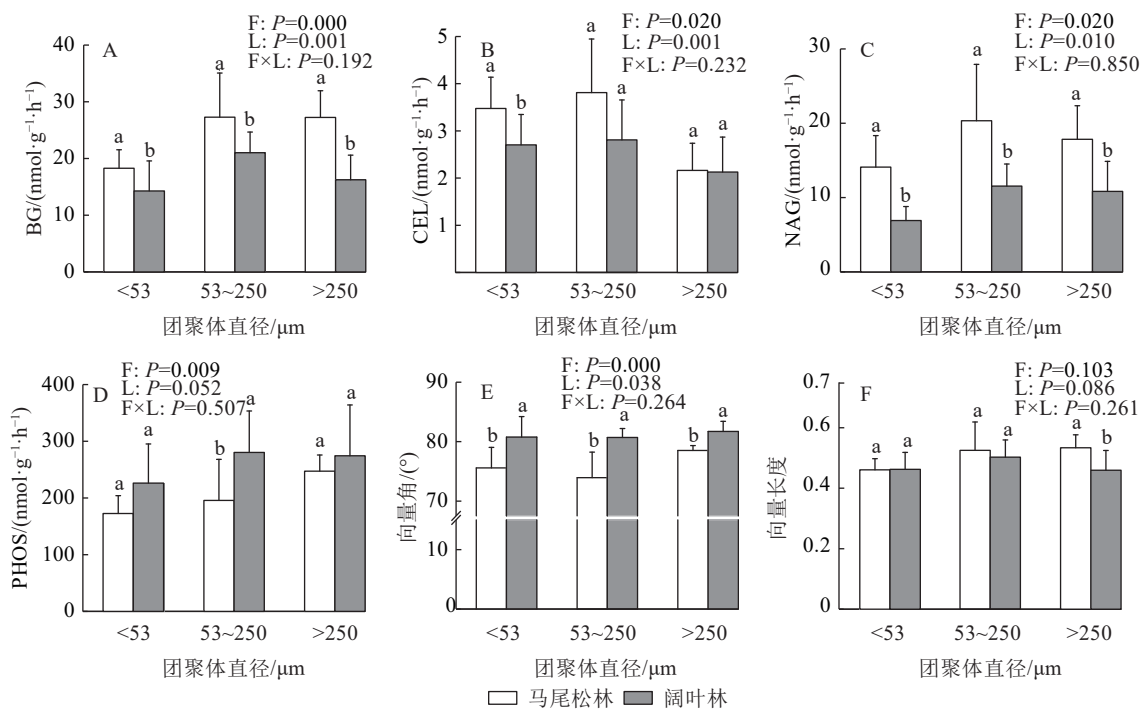 A
F: P=0.000
L: P=0.001
F×L: P=0.192
BG/(nmol·g⁻¹·h⁻¹)
40
30
20
10
0
a
b
a
b
a
b
<53
53~250
>250
团聚体直径/μm
B
F: P=0.020
L: P=0.001
F×L: P=0.232
CEL/(nmol·g⁻¹·h⁻¹)
5
4
3
2
1
a
b
a
b
a
a
<53
53~250
>250
团聚体直径/μm
C
F: P=0.020
L: P=0.010
F×L: P=0.850
NAG/(nmol·g⁻¹·h⁻¹)
30
20
10
0
a
b
a
b
a
b
<53
53~250
>250
团聚体直径/μm
D
F: P=0.009
L: P=0.052
F×L: P=0.507
PHOS/(nmol·g⁻¹·h⁻¹)
400
300
200
100
0
a
a
b
a
a
a
<53
53~250
>250
团聚体直径/μm
E
F: P=0.000
L: P=0.038
F×L: P=0.264
向量角/(°)
90
80
70
10
0
b
a
b
a
b
a
<53
53~250
>250
团聚体直径/μm
F
F: P=0.103
L: P=0.086
F×L: P=0.261
向量长度
0.7
0.6
0.4
0.2
0
a
a
a
a
a
b
<53
53~250
>250
团聚体直径/μm
马尾松林 阔叶林